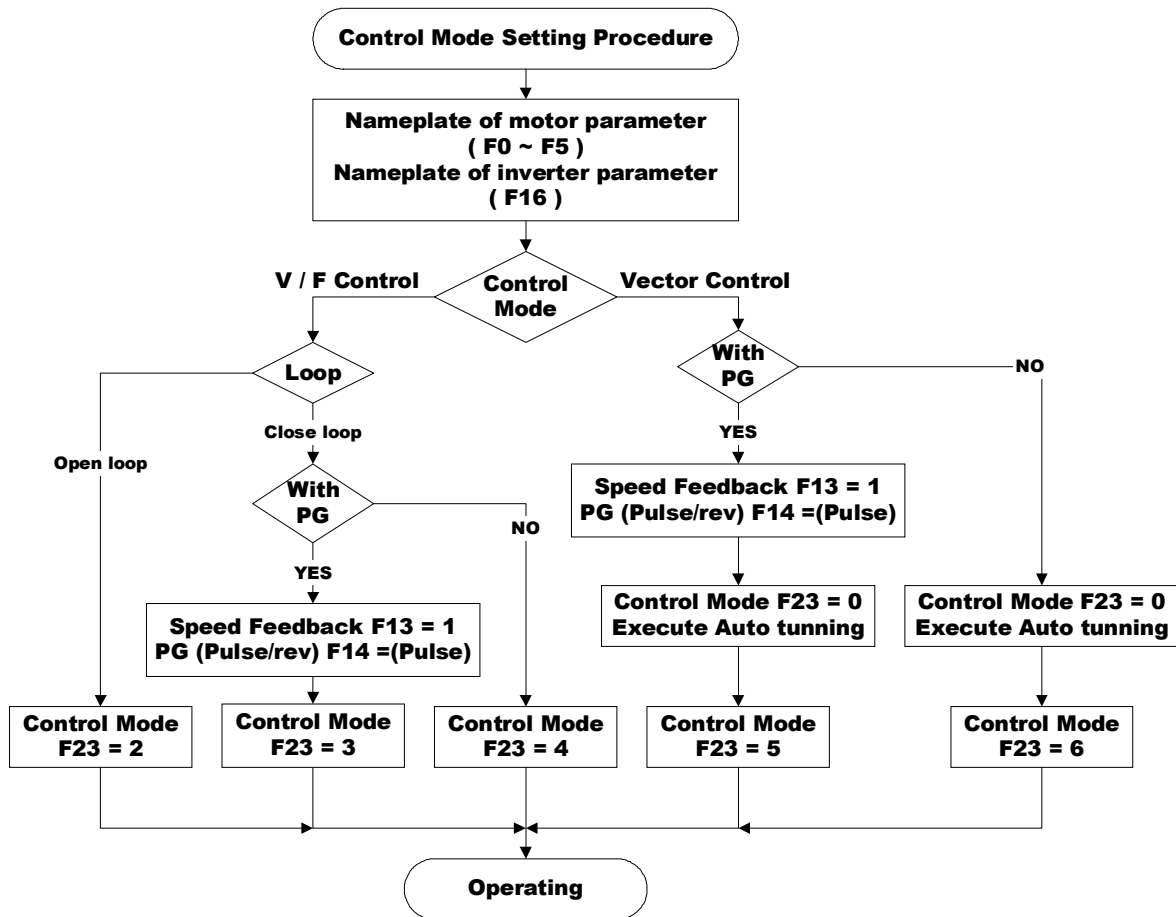 Control Mode Setting Procedure
Nameplate of motor parameter
( F0 ~ F5 )
Nameplate of inverter parameter
( F16 )
V / F Control
Control
Mode
Vector Control
Loop
With
PG
NO
Close loop
YES
Open loop
With
PG
NO
Speed Feedback F13 = 1
PG (Pulse/rev) F14 =(Pulse)
YES
Control Mode F23 = 0
Execute Auto tunning
Control Mode F23 = 0
Execute Auto tunning
Speed Feedback F13 = 1
PG (Pulse/rev) F14 =(Pulse)
Control Mode
F23 = 2
Control Mode
F23 = 3
Control Mode
F23 = 4
Control Mode
F23 = 5
Control Mode
F23 = 6
Operating